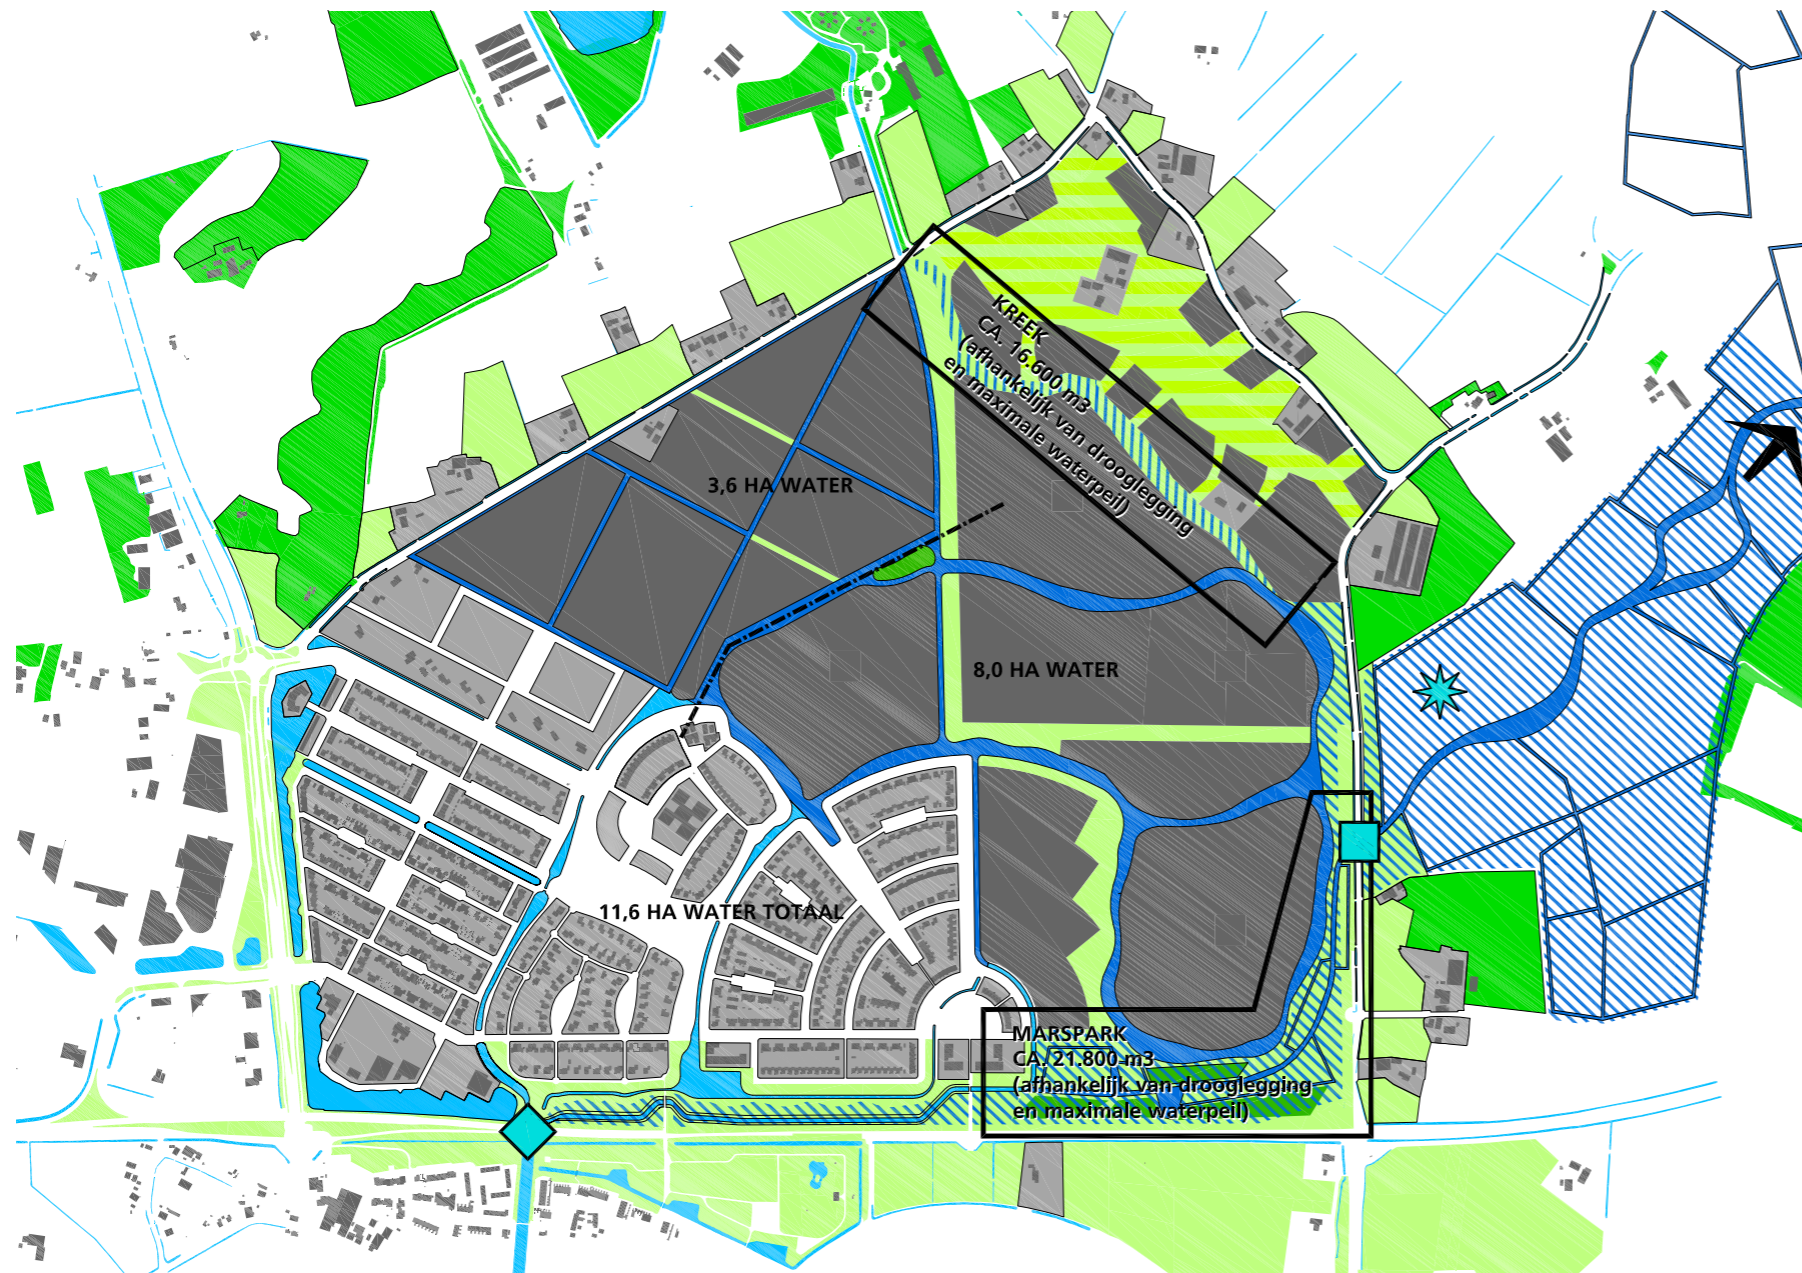 KREEK
CA. 16.600 m3
(afhankelijk van drooglegging
en maximale waterpeil)
3,6 HA WATER
8,0 HA WATER
11,6 HA WATER TOTAAL
MARSPARK
CA. 21.800 m3
(afhankelijk van drooglegging
en maximale waterpeil)